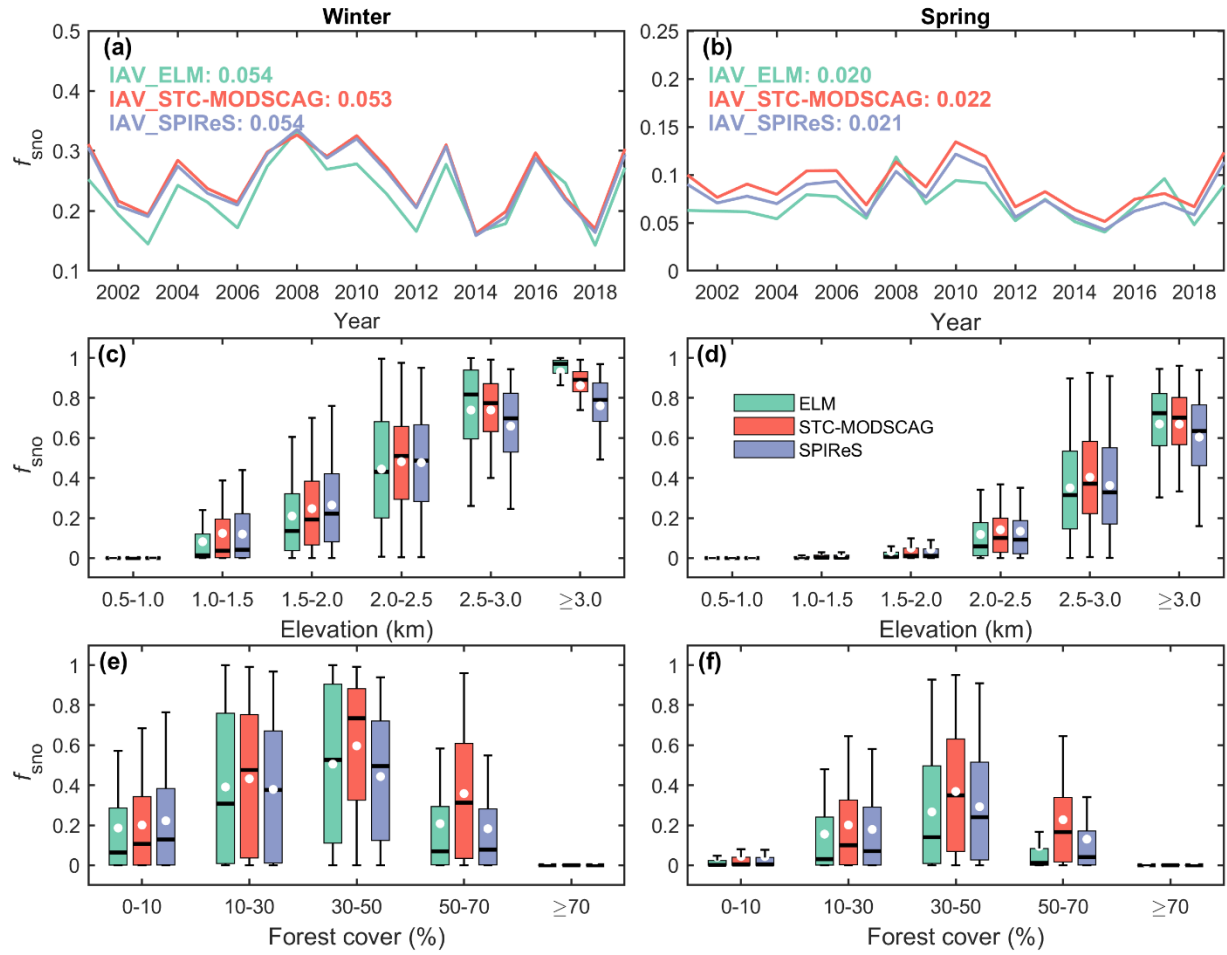 Winter
Spring
(a)
IAV_ELM: 0.054
IAV_STC-MODSCAG: 0.053
IAV_SPIReS: 0.054
0.5
0.4
0.3
0.2
0.1
fsno
2002 2004 2006 2008 2010 2012 2014 2016 2018
Year
(b)
IAV_ELM: 0.020
IAV_STC-MODSCAG: 0.022
IAV_SPIReS: 0.021
0.25
0.2
0.15
0.1
0.05
0
2002 2004 2006 2008 2010 2012 2014 2016 2018
Year
(c)
1
0.8
0.6
0.4
0.2
0
fsno
0.5-1.0 1.0-1.5 1.5-2.0 2.0-2.5 2.5-3.0 ≥3.0
Elevation (km)
(d)
ELM
STC-MODSCAG
SPIReS
1
0.8
0.6
0.4
0.2
0
0.5-1.0 1.0-1.5 1.5-2.0 2.0-2.5 2.5-3.0 ≥3.0
Elevation (km)
(e)
1
0.8
0.6
0.4
0.2
0
fsno
0-10 10-30 30-50 50-70 ≥70
Forest cover (%)
(f)
1
0.8
0.6
0.4
0.2
0
0-10 10-30 30-50 50-70 ≥70
Forest cover (%)